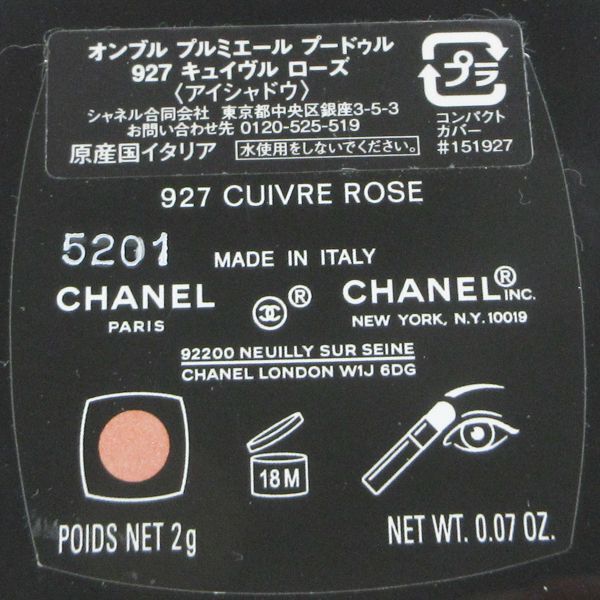 オンブル プルミエール プードゥル
927 キュイヴル ローズ
〈アイシャドウ〉
シャネル合同会社 東京都中央区銀座3-5-3
お問い合わせ先 0120-525-519
原産国イタリア 水使用をしないでください。
プラ
コンパクト
カバー
#151927
927 CUIVRE ROSE
5201 MADE IN ITALY
CHANEL
PARIS
®
CHANEL® INC.
NEW YORK, N.Y. 10019
92200 NEUILLY SUR SEINE
CHANEL LONDON W1J 6DG
18M
POIDS NET 2g
NET WT. 0.07 OZ.